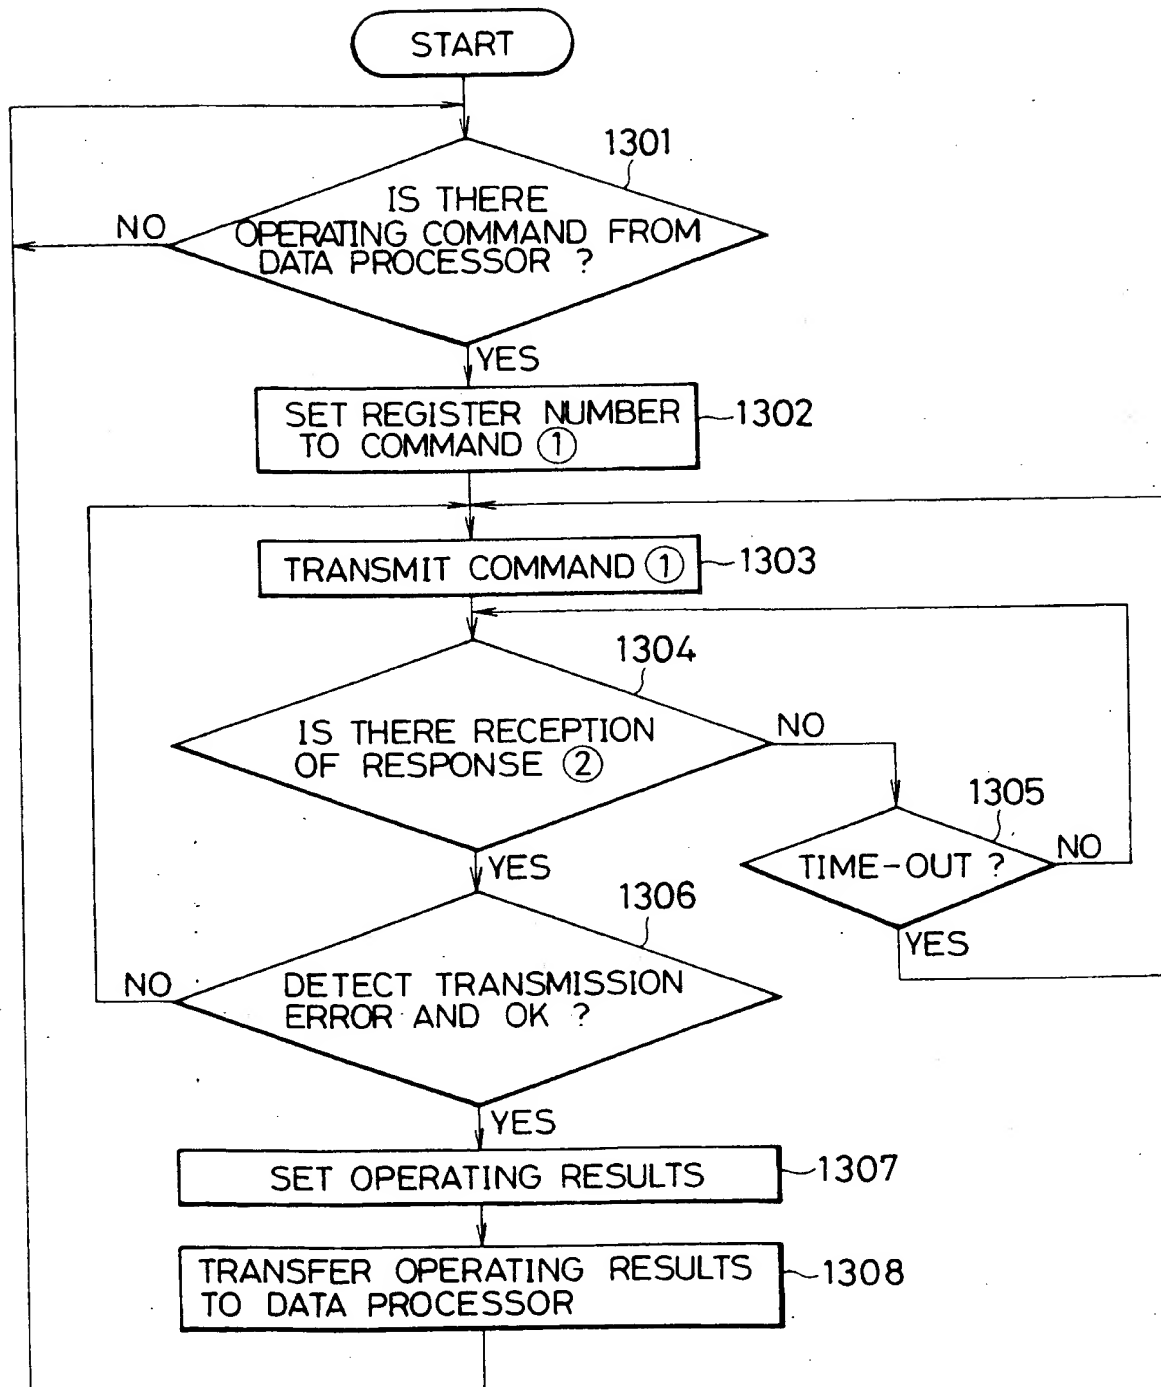 START
1301
IS THERE
OPERATING COMMAND FROM
DATA PROCESSOR ?
NO
YES
SET REGISTER NUMBER
TO COMMAND ①
1302
TRANSMIT COMMAND ①
1303
1304
IS THERE RECEPTION
OF RESPONSE ②
NO
1305
TIME-OUT ?
NO
YES
YES
1306
DETECT TRANSMISSION
ERROR AND OK ?
NO
YES
SET OPERATING RESULTS
1307
TRANSFER OPERATING RESULTS
TO DATA PROCESSOR
1308